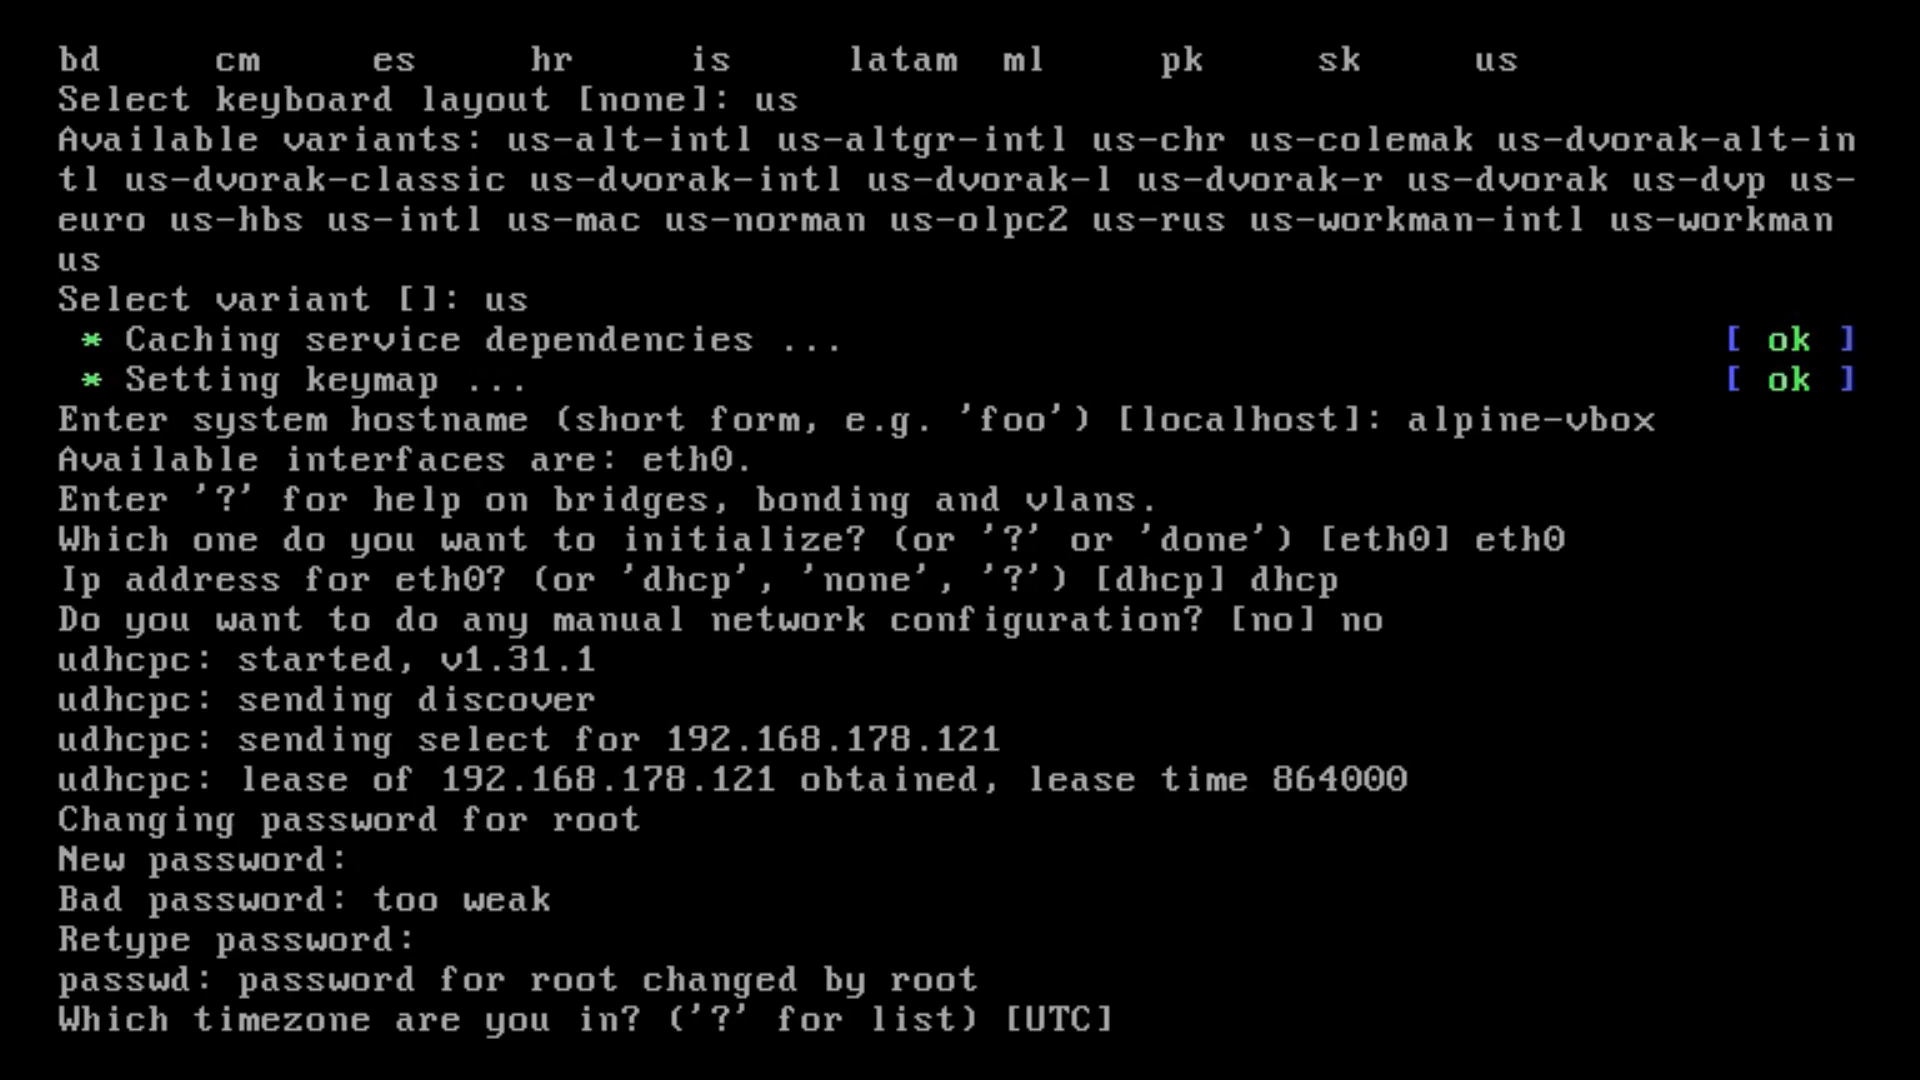 bd cm es hr is latam ml pk sk us
Select keyboard layout [none]: us
Available variants: us-alt-intl us-altgr-intl us-chr us-colemak us-dvorak-alt-in
tl us-dvorak-classic us-dvorak-intl us-dvorak-l us-dvorak-r us-dvorak us-dvp us-
euro us-hbs us-intl us-mac us-norman us-olpc2 us-rus us-workman-intl us-workman
us
Select variant []: us
* Caching service dependencies ... [ ok ]
* Setting keymap ... [ ok ]
Enter system hostname (short form, e.g. 'foo') [localhost]: alpine-vbox
Available interfaces are: eth0.
Enter '?' for help on bridges, bonding and vlans.
Which one do you want to initialize? (or '?' or 'done') [eth0] eth0
Ip address for eth0? (or 'dhcp', 'none', '?') [dhcp] dhcp
Do you want to do any manual network configuration? [no] no
udhcpc: started, v1.31.1
udhcpc: sending discover
udhcpc: sending select for 192.168.178.121
udhcpc: lease of 192.168.178.121 obtained, lease time 864000
Changing password for root
New password:
Bad password: too weak
Retype password:
passwd: password for root changed by root
Which timezone are you in? ('?' for list) [UTC]